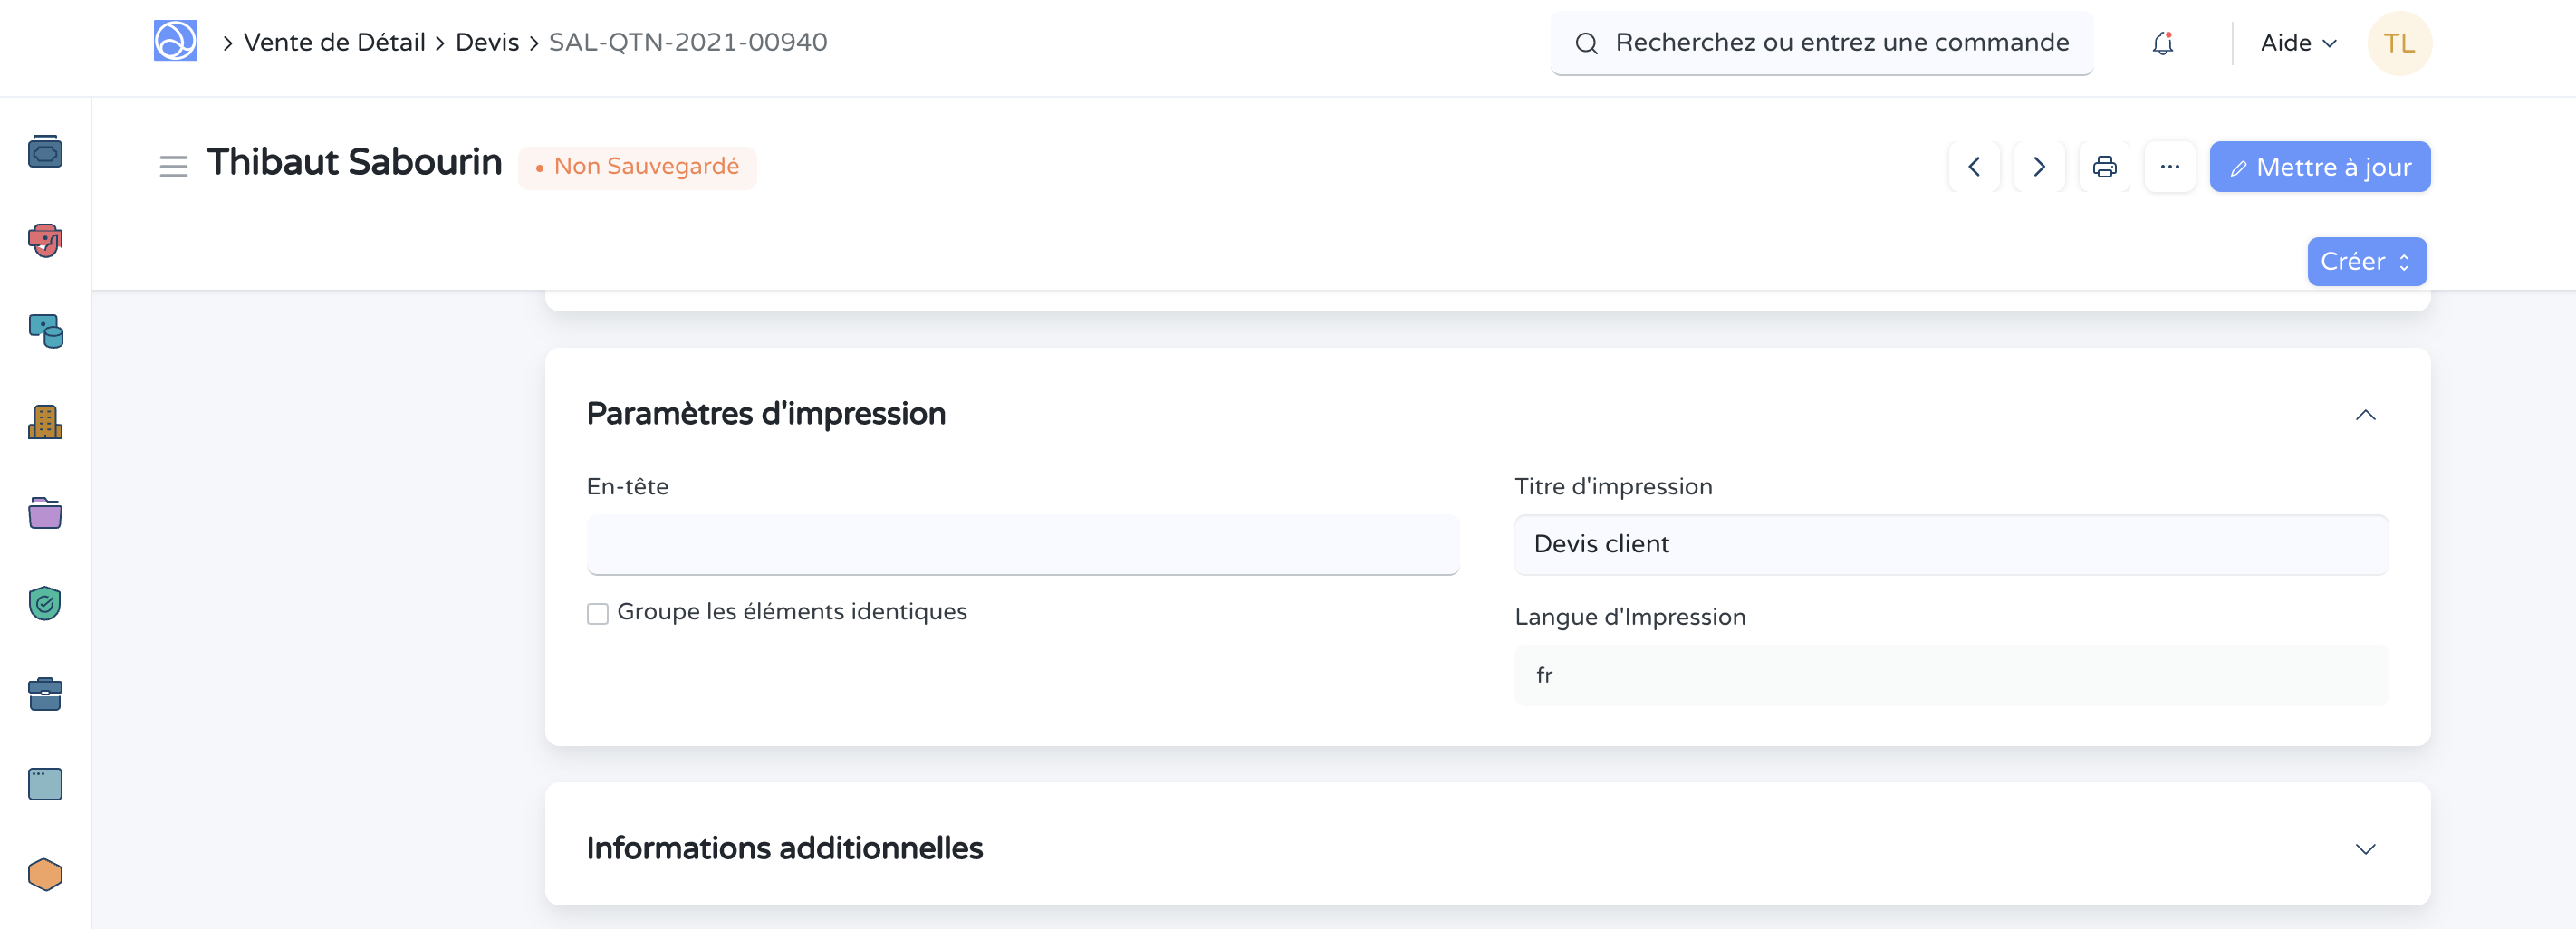 Vente de Détail Devis SAL-QTN-2021-00940
Recherchez ou entrez une commande
Aide
TL
Thibaut Sabourin
Non Sauvegardé
Mettre à jour
Créer
Paramètres d'impression
En-tête
Titre d'impression
Devis client
Groupe les éléments identiques
Langue d'Impression
fr
Informations additionnelles